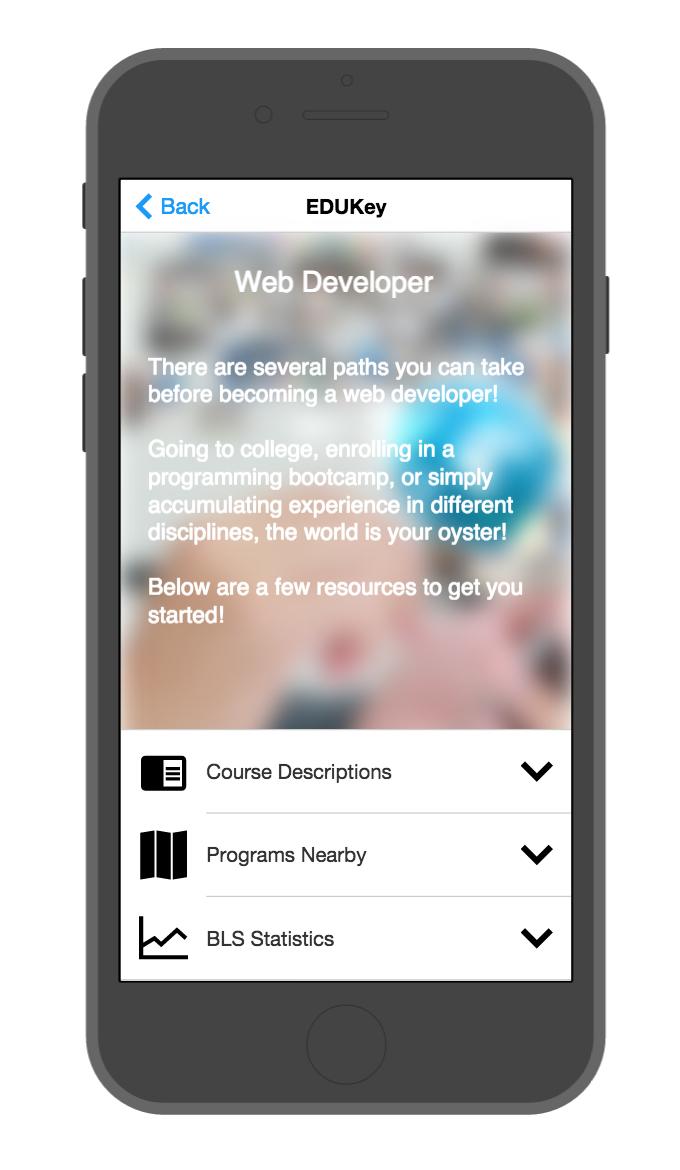 Back
EDUKey
Web Developer
There are several paths you can take
before becoming a web developer!
Going to college, enrolling in a
programming bootcamp, or simply
accumulating experience in different
disciplines, the world is your oyster!
Below are a few resources to get you
started!
Course Descriptions
Programs Nearby
BLS Statistics